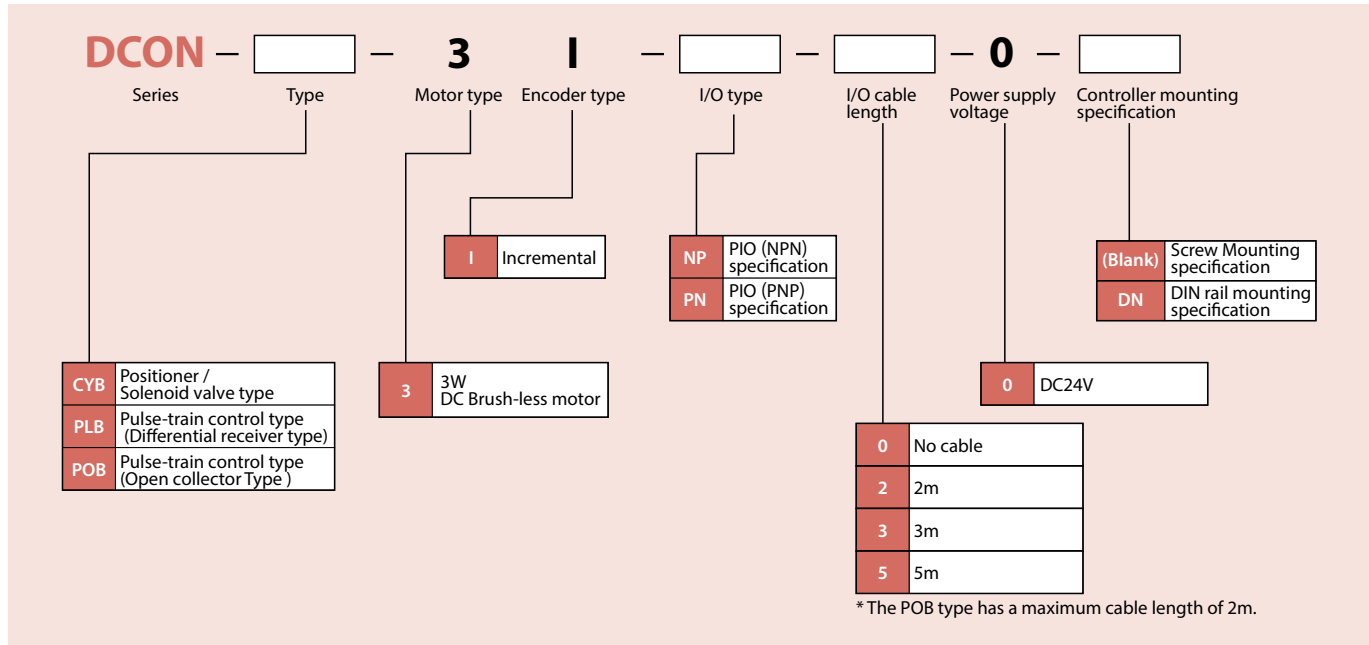 DCON – – 3 I – – – 0 –
Series Type Motor type Encoder type I/O type I/O cable length Power supply voltage Controller mounting specification
I Incremental
NP PIO (NPN) specification
PN PIO (PNP) specification
(Blank) Screw Mounting specification
DN DIN rail mounting specification
CYB Positioner / Solenoid valve type
PLB Pulse-train control type (Differential receiver type)
POB Pulse-train control type (Open collector Type )
3 3W DC Brush-less motor
0 DC24V
0 No cable
2 2m
3 3m
5 5m
* The POB type has a maximum cable length of 2m.